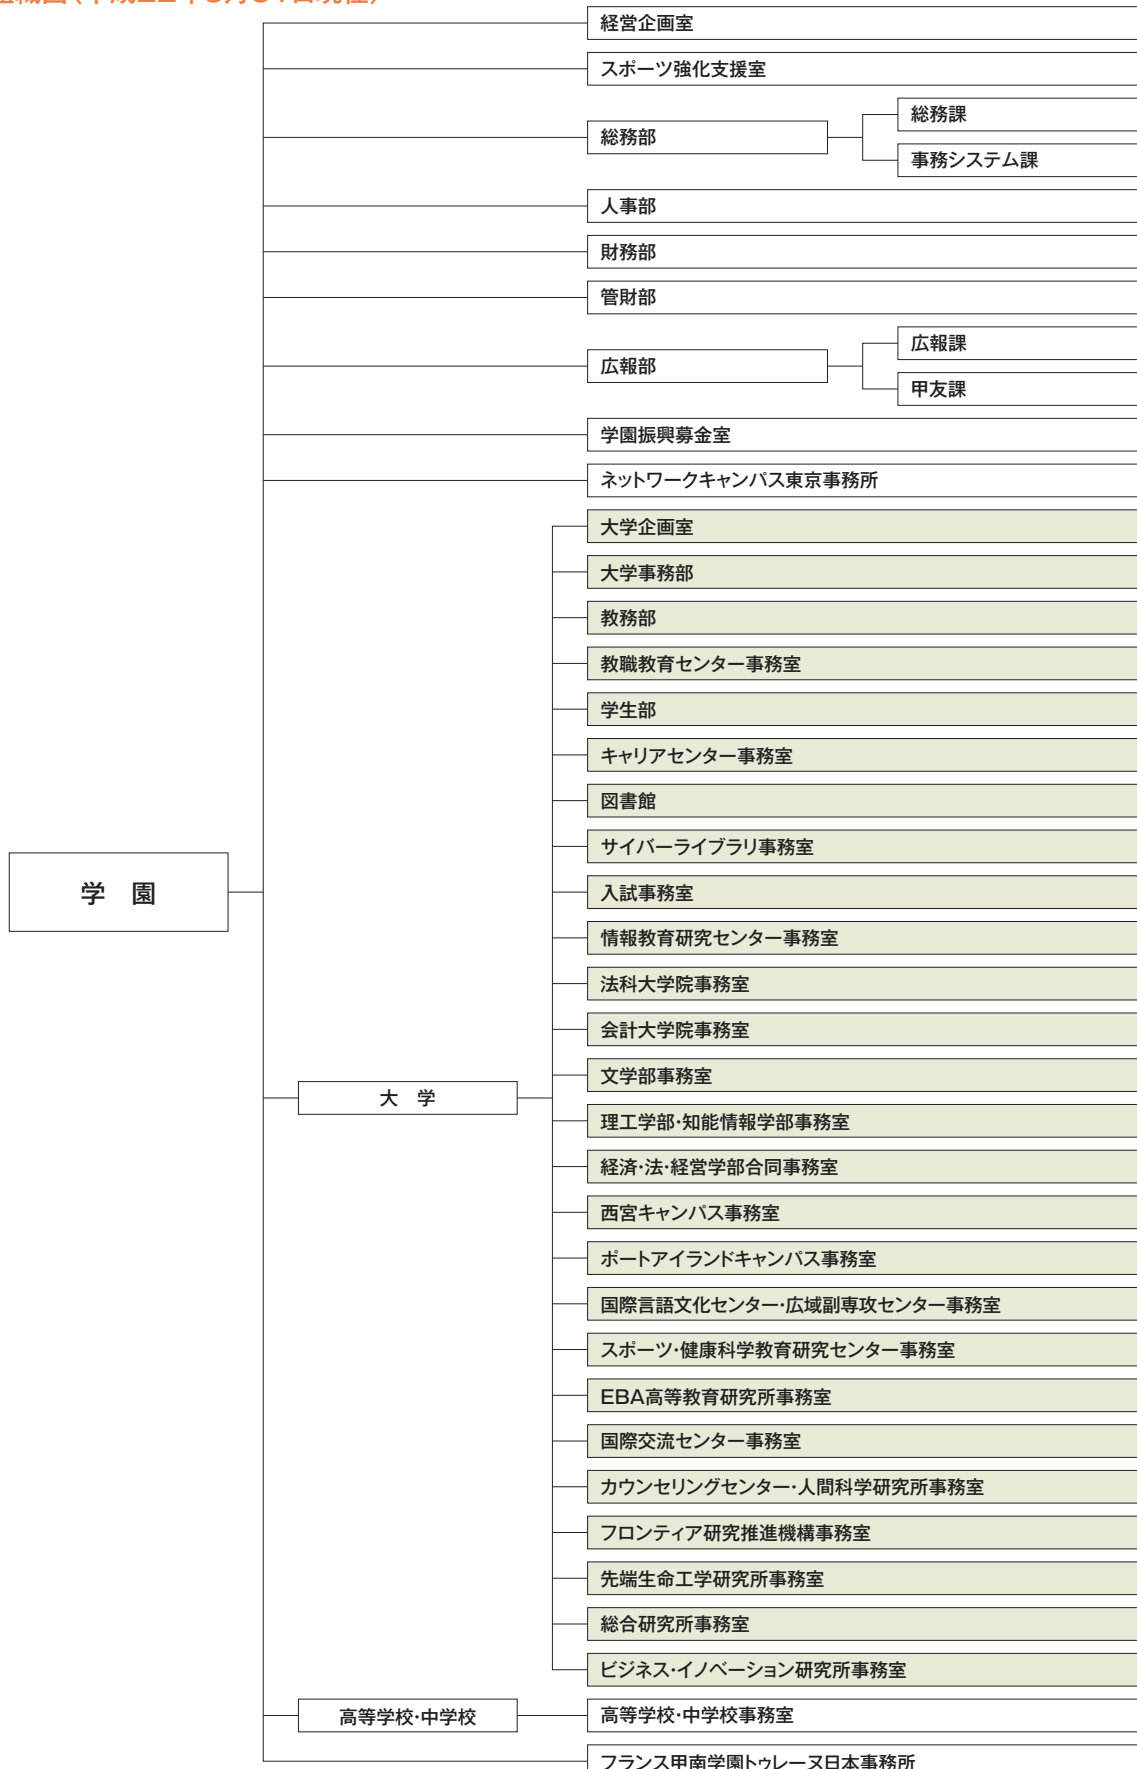 経営企画室
スポーツ強化支援室
総務課
総務部
事務システム課
人事部
財務部
管財部
広報課
広報部
甲友課
学園振興募金室
ネットワークキャンパス東京事務所
大学企画室
大学事務部
教務部
教職教育センター事務室
学生部
キャリアセンター事務室
図書館
サイバーライブラリ事務室
学 園
入試事務室
情報教育研究センター事務室
法科大学院事務室
会計大学院事務室
文学部事務室
大 学
理工学部・知能情報学部事務室
経済・法・経営学部合同事務室
西宮キャンパス事務室
ポートアイランドキャンパス事務室
国際言語文化センター・広域副専攻センター事務室
スポーツ・健康科学教育研究センター事務室
EBA高等教育研究所事務室
国際交流センター事務室
カウンセリングセンター・人間科学研究所事務室
フロンティア研究推進機構事務室
先端生命工学研究所事務室
総合研究所事務室
ビジネス・イノベーション研究所事務室
高等学校・中学校
高等学校・中学校事務室
フランス甲南学園トゥレーヌ日本事務所